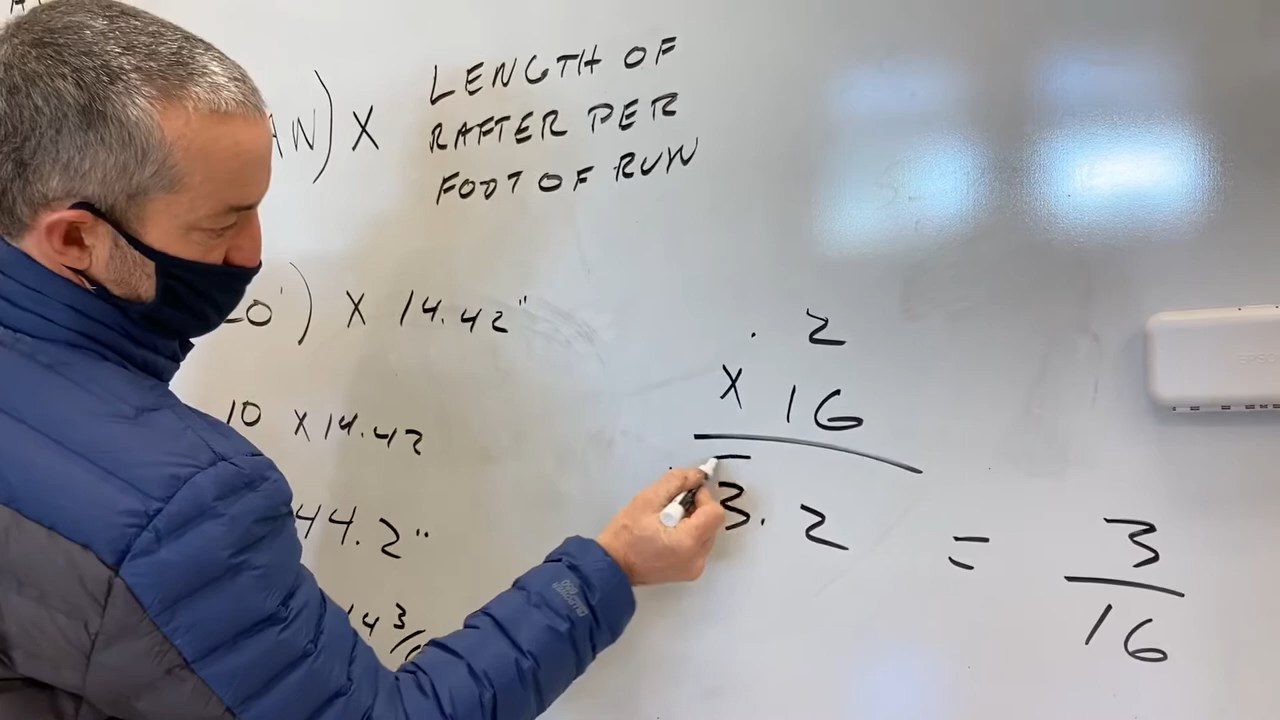 X LENGTH OF
RAFTER PER
FOOT OF RUN
) X 14.42"
10 X 14.42
44.2"
. 2
X 16
3. 2 = 3
16